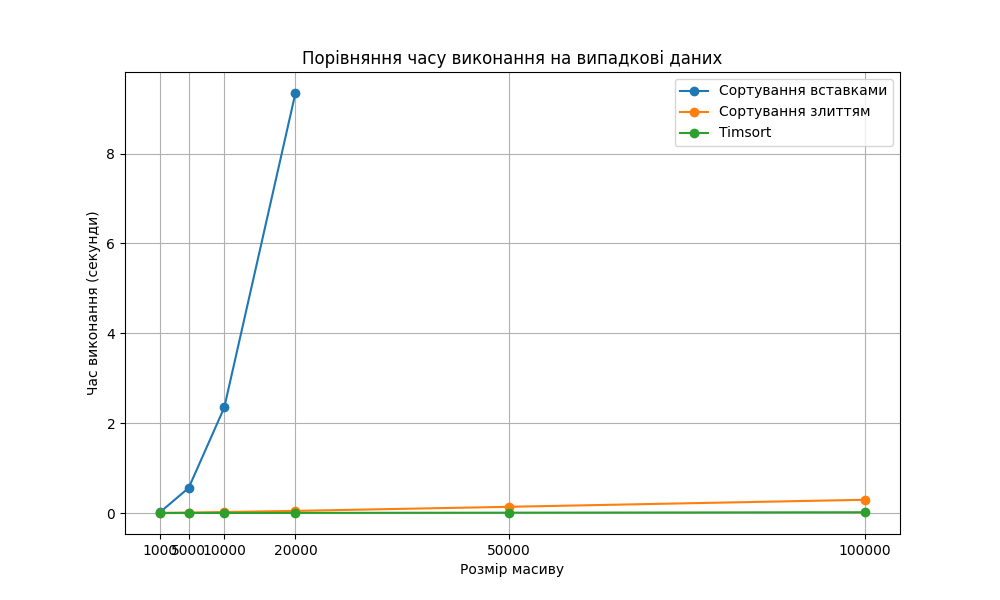 Порівняння часу виконання на випадкові даних
Сортування вставками
Сортування злиттям
Timsort
Час виконання (секунди)
8
6
4
2
0
1000 5000 10000 20000 50000 100000
Розмір масиву